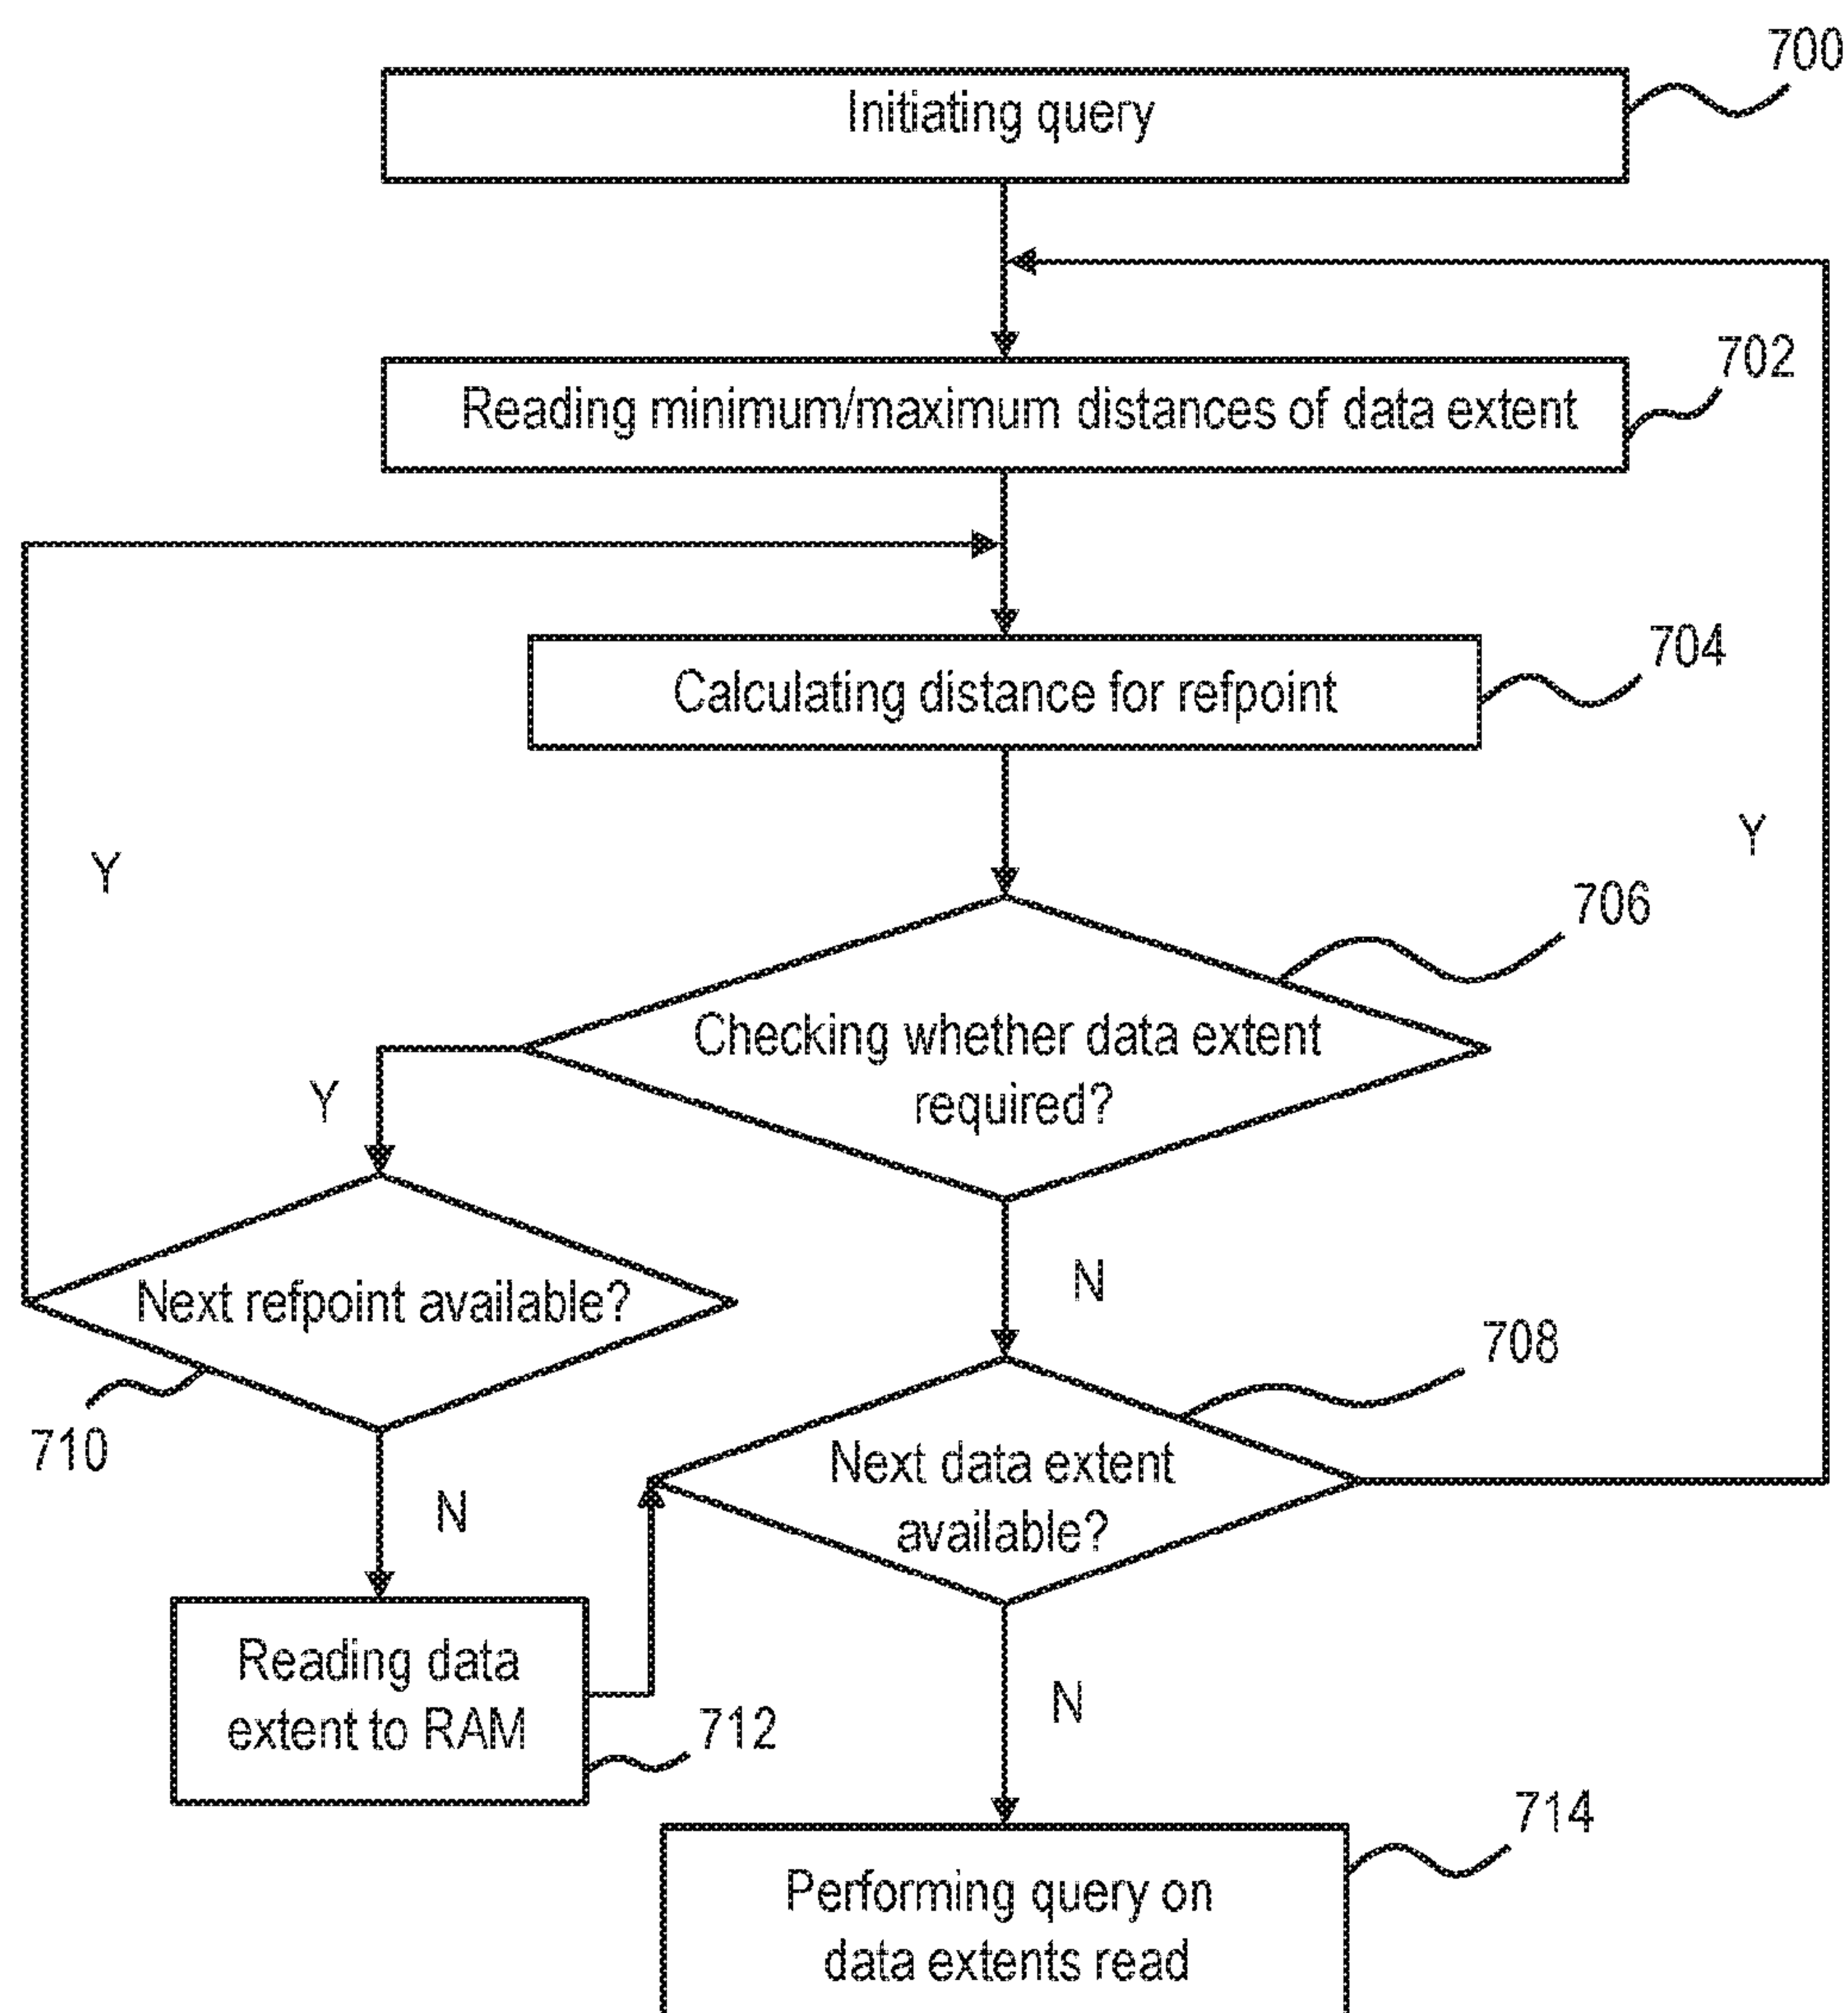 700
Initiating query
702
Reading minimum/maximum distances of data extent
704
Calculating distance for refpoint
Y
Y
706
Checking whether data extent
required?
Y
Next refpoint available?
N
708
710
Next data extent
available?
N
Reading data
extent to RAM
712
N
714
Performing query on
data extents read